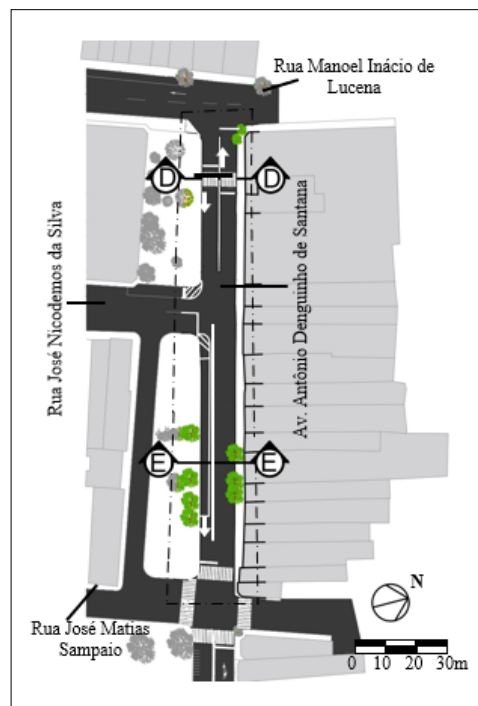 Rua Manoel Inácio de
Lucena
D D
Rua José Nicodemos da Silva
Av. Antônio Denguinho de Santana
E E
Rua José Matias
Sampaio
N
0 10 20 30m